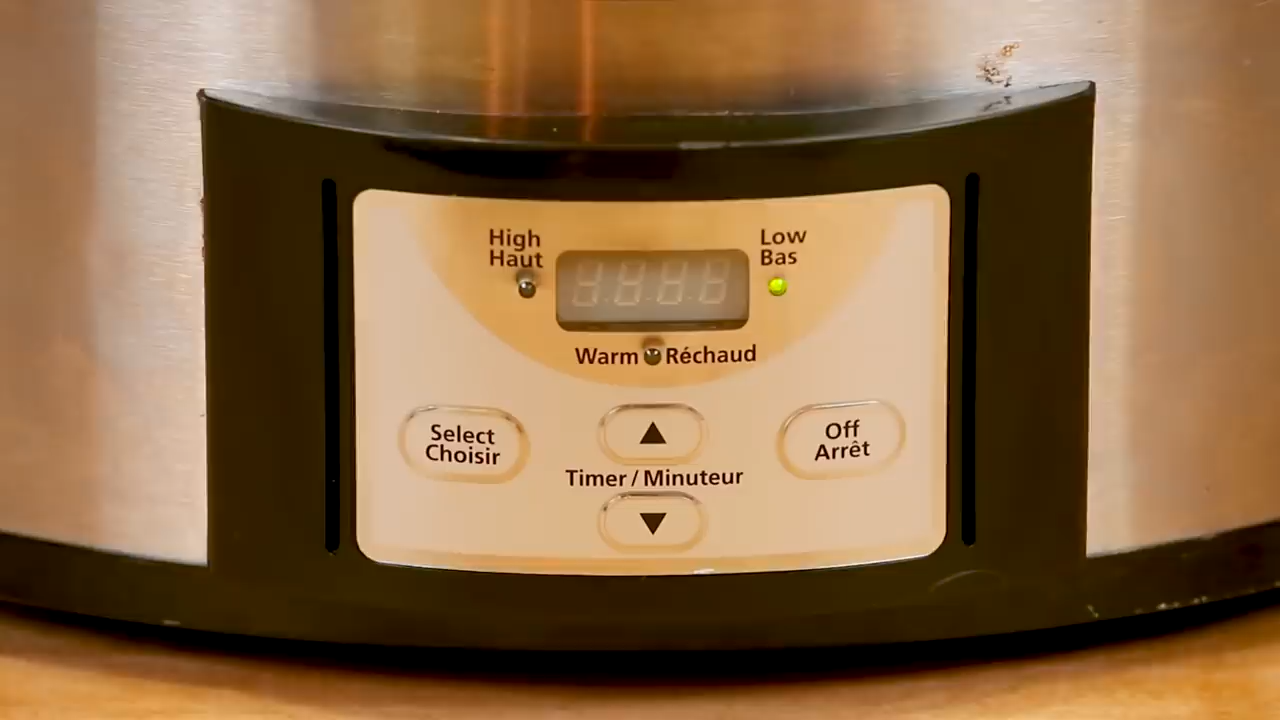 High
Haut
Low
Bas
Warm Réchaud
Select
Choisir
▲
Off
Arrêt
Timer / Minuteur
▼